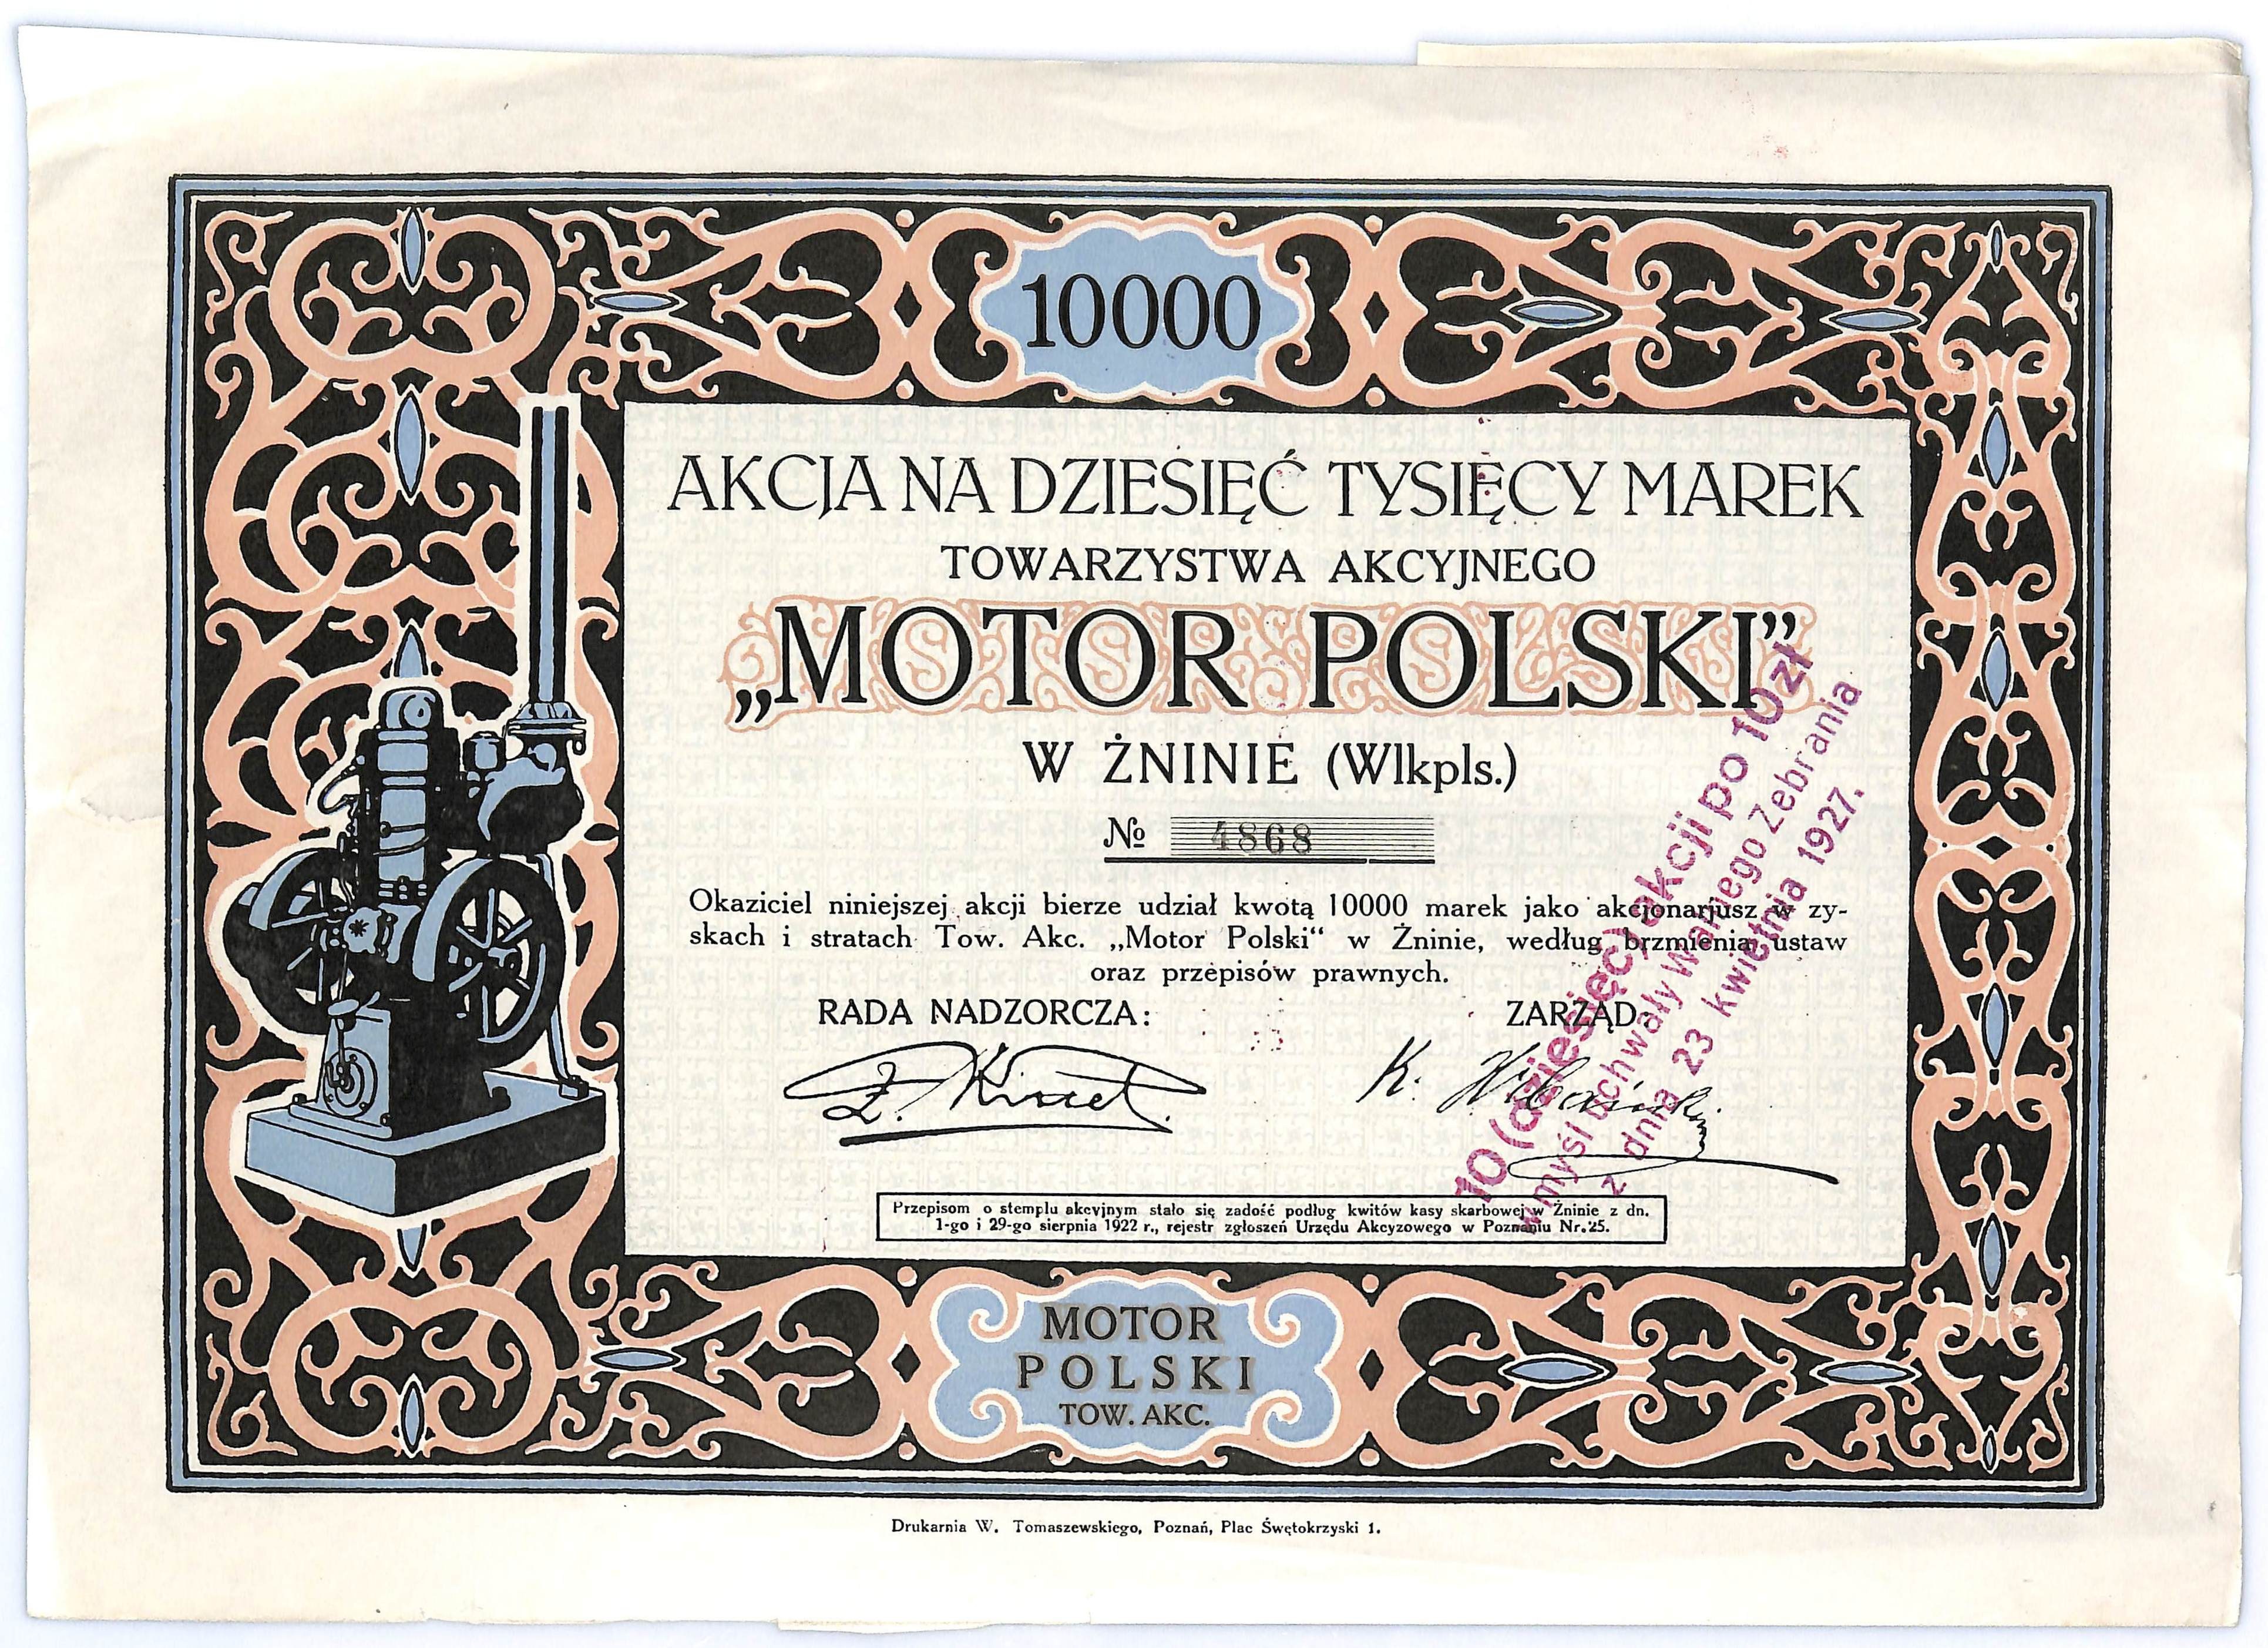 10000
AKCJA NA DZIESIĘĆ TYSIĘCY MAREK
TOWARZYSTWA AKCYJNEGO
„MOTOR POLSKI”
W ŻNINIE (Wlkpls.)
№ 4868
Okaziciel niniejszej akcji bierze udział kwotą 10000 marek jako akcjonarjusz w zy-
skach i stratach Tow. Akc. „Motor Polski“ w Żninie, według brzmienia ustaw
oraz przepisów prawnych.
RADA NADZORCZA:
ZARZĄD:
K.
10 (dziesięć) akcji po 10 zł
w myśl uchwały Walnego Zebrania
z dnia 23 kwietnia 1927.
Przepisom o stemplu akcyjnym stało się zadość podług kwitów kasy skarbowej w Żninie z dn.
1-go i 29-go sierpnia 1922 r., rejestr zgłoszeń Urzędu Akcyzowego w Poznaniu Nr. 25.
MOTOR
POLSKI
TOW. AKC.
Drukarnia W. Tomaszewskiego, Poznań, Plac Świętokrzyski 1.